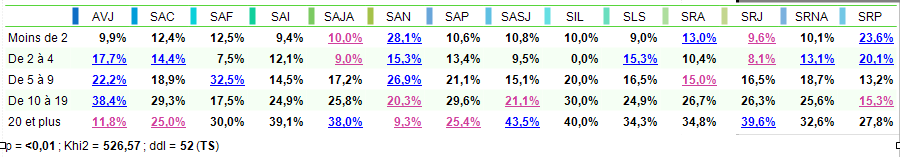 AVJ SAC SAF SAI SAJA SAN SAP SASJ SIL SLS SRA SRJ SRNA SRP
Moins de 2 9,9% 12,4% 12,5% 9,4% 10,0% 28,1% 10,6% 10,8% 10,0% 9,0% 13,0% 9,6% 10,1% 23,6%
De 2 à 4 17,7% 14,4% 7,5% 12,1% 9,0% 15,3% 13,4% 9,5% 0,0% 15,3% 10,4% 8,1% 13,1% 20,1%
De 5 à 9 22,2% 18,9% 32,5% 14,5% 17,2% 26,9% 21,1% 15,1% 20,0% 16,5% 15,0% 16,5% 18,7% 13,2%
De 10 à 19 38,4% 29,3% 17,5% 24,9% 25,8% 20,3% 29,6% 21,1% 30,0% 24,9% 26,7% 26,3% 25,6% 15,3%
20 et plus 11,8% 25,0% 30,0% 39,1% 38,0% 9,3% 25,4% 43,5% 40,0% 34,3% 34,8% 39,6% 32,6% 27,8%
p = <0,01 ; Khi2 = 526,57 ; ddl = 52 (TS)